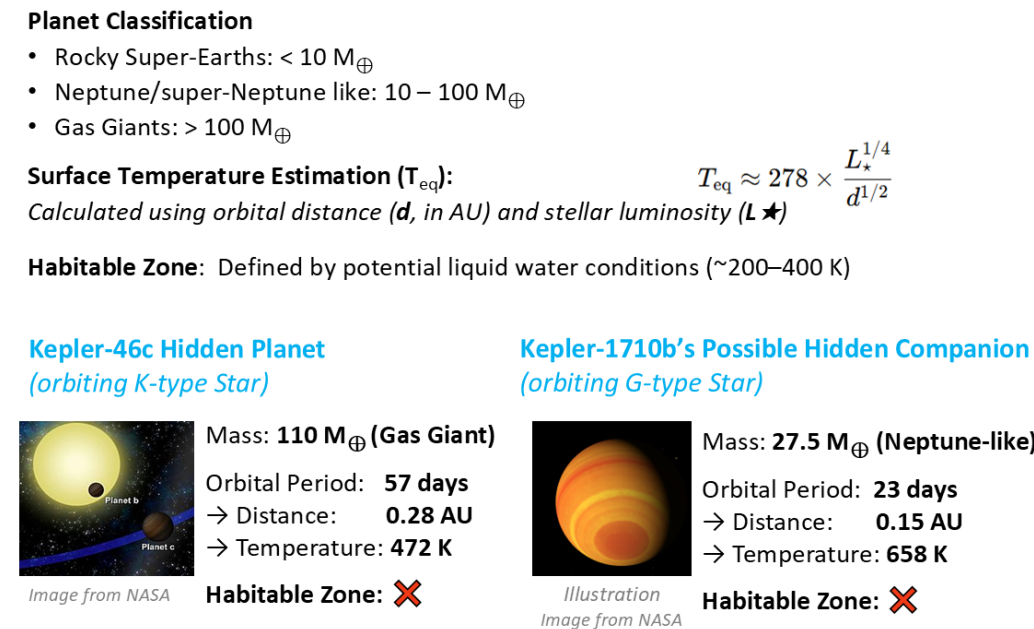 Planet Classification
• Rocky Super-Earths: < 10 M⊕
• Neptune/super-Neptune like: 10 – 100 M⊕
• Gas Giants: > 100 M⊕
Surface Temperature Estimation (Teq):
Teq ≈ 278 × L⋆^1/4 / d^1/2
Calculated using orbital distance (d, in AU) and stellar luminosity (L★)
Habitable Zone: Defined by potential liquid water conditions (~200–400 K)
Kepler-46c Hidden Planet
(orbiting K-type Star)
Planet b
Planet c
Image from NASA
Mass: 110 M⊕ (Gas Giant)
Orbital Period: 57 days
→ Distance: 0.28 AU
→ Temperature: 472 K
Habitable Zone: ❌
Kepler-1710b’s Possible Hidden Companion
(orbiting G-type Star)
Illustration
Image from NASA
Mass: 27.5 M⊕ (Neptune-like)
Orbital Period: 23 days
→ Distance: 0.15 AU
→ Temperature: 658 K
Habitable Zone: ❌